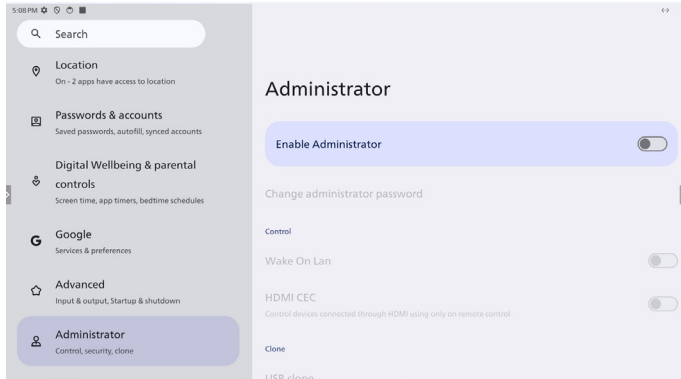 5:08 PM
Search
Location
On - 2 apps have access to location
Passwords & accounts
Saved passwords, autofill, synced accounts
Digital Wellbeing & parental
controls
Screen time, app timers, bedtime schedules
Google
Services & preferences
Advanced
Input & output, Startup & shutdown
Administrator
Control, security, clone
Administrator
Enable Administrator
Change administrator password
Control
Wake On Lan
HDMI CEC
Control devices connected through HDMI using only on remote control
Clone
USB clone